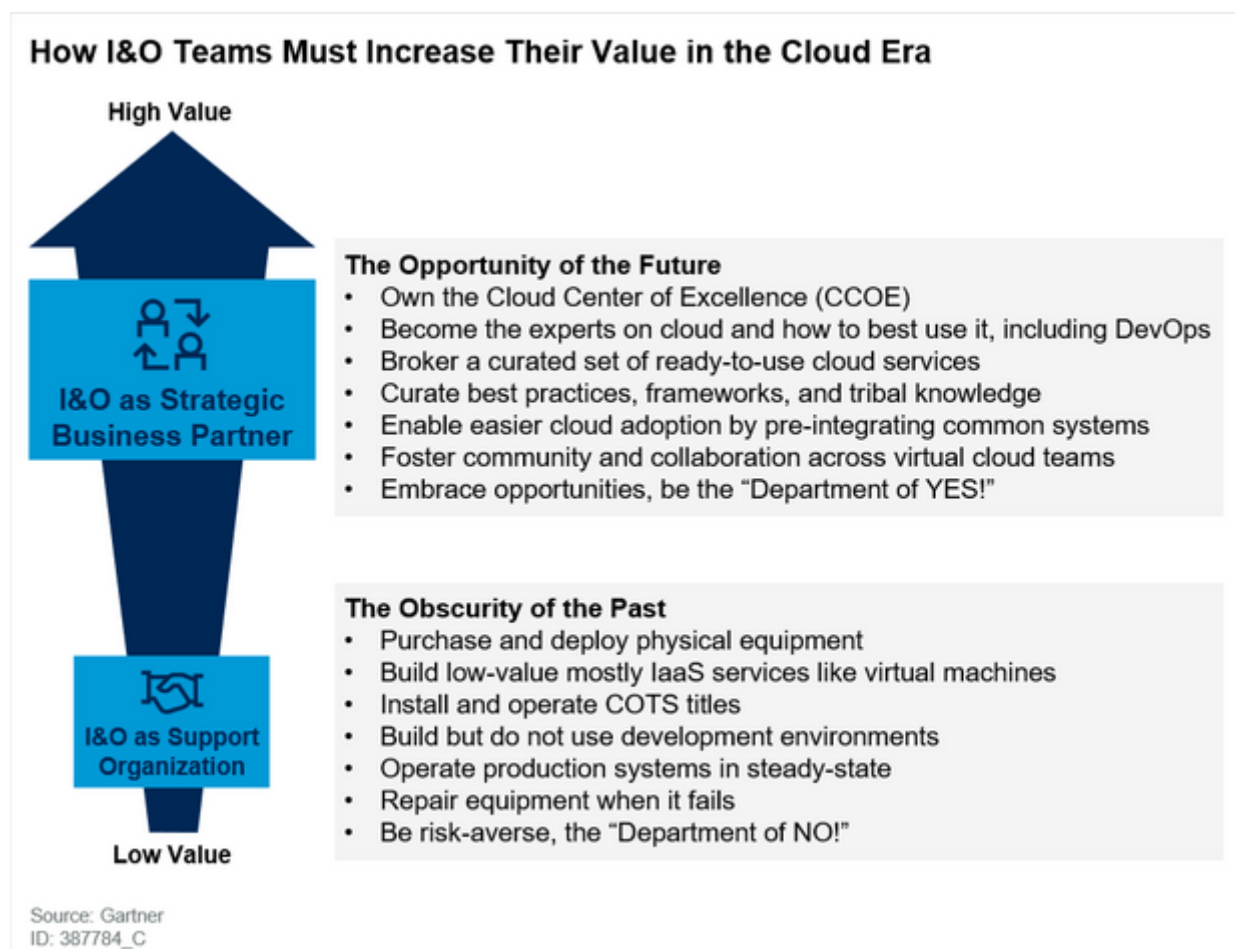 How I&O Teams Must Increase Their Value in the Cloud Era
High Value
I&O as Strategic
Business Partner
The Opportunity of the Future
• Own the Cloud Center of Excellence (CCOE)
• Become the experts on cloud and how to best use it, including DevOps
• Broker a curated set of ready-to-use cloud services
• Curate best practices, frameworks, and tribal knowledge
• Enable easier cloud adoption by pre-integrating common systems
• Foster community and collaboration across virtual cloud teams
• Embrace opportunities, be the “Department of YES!”
I&O as Support
Organization
The Obscurity of the Past
• Purchase and deploy physical equipment
• Build low-value mostly IaaS services like virtual machines
• Install and operate COTS titles
• Build but do not use development environments
• Operate production systems in steady-state
• Repair equipment when it fails
• Be risk-averse, the “Department of NO!”
Low Value
Source: Gartner
ID: 387784_C